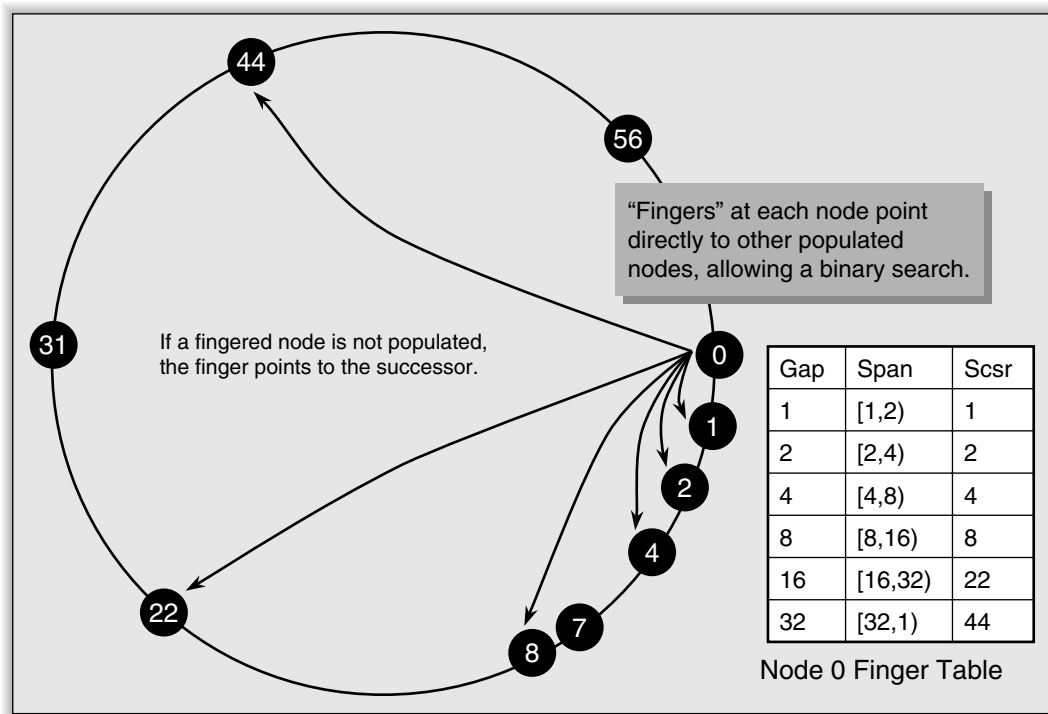 44
56
“Fingers” at each node point
directly to other populated
nodes, allowing a binary search.
31
If a fingered node is not populated,
the finger points to the successor.
0
1
2
4
7
8
22
Gap Span Scsr
1 [1,2) 1
2 [2,4) 2
4 [4,8) 4
8 [8,16) 8
16 [16,32) 22
32 [32,1) 44
Node 0 Finger Table